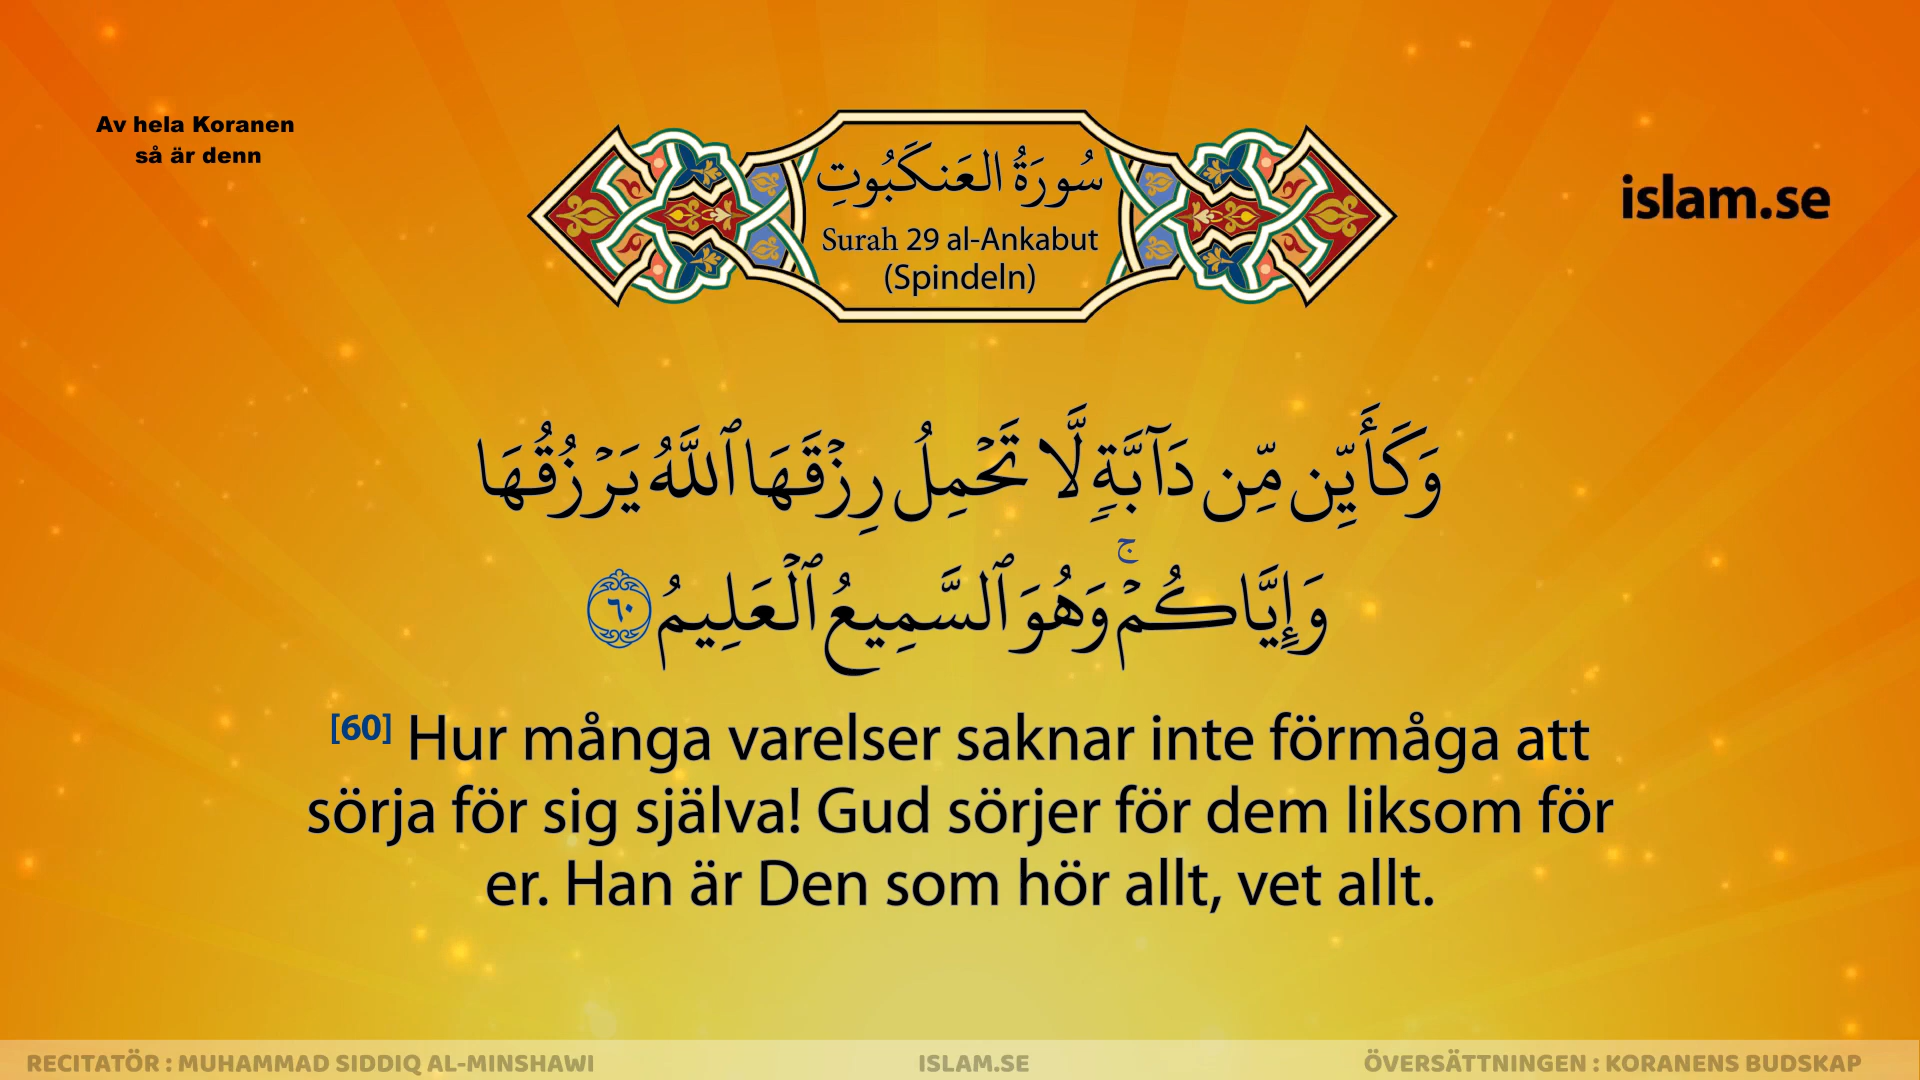 Av hela Koranen
så är denn
سُورَةُ العَنكَبُوتِ
Surah 29 al-Ankabut
(Spindeln)
islam.se
وَكَأَيِّن مِّن دَآبَّةٍ لَّا تَحْمِلُ رِزْقَهَا ٱللَّهُ يَرْزُقُهَا
وَإِيَّاكُمْ ۚ وَهُوَ ٱلسَّمِيعُ ٱلْعَلِيمُ ٦٠
[60] Hur många varelser saknar inte förmåga att
sörja för sig själva! Gud sörjer för dem liksom för
er. Han är Den som hör allt, vet allt.
RECITATÖR : MUHAMMAD SIDDIQ AL-MINSHAWI
ISLAM.SE
ÖVERSÄTTNINGEN : KORANENS BUDSKAP